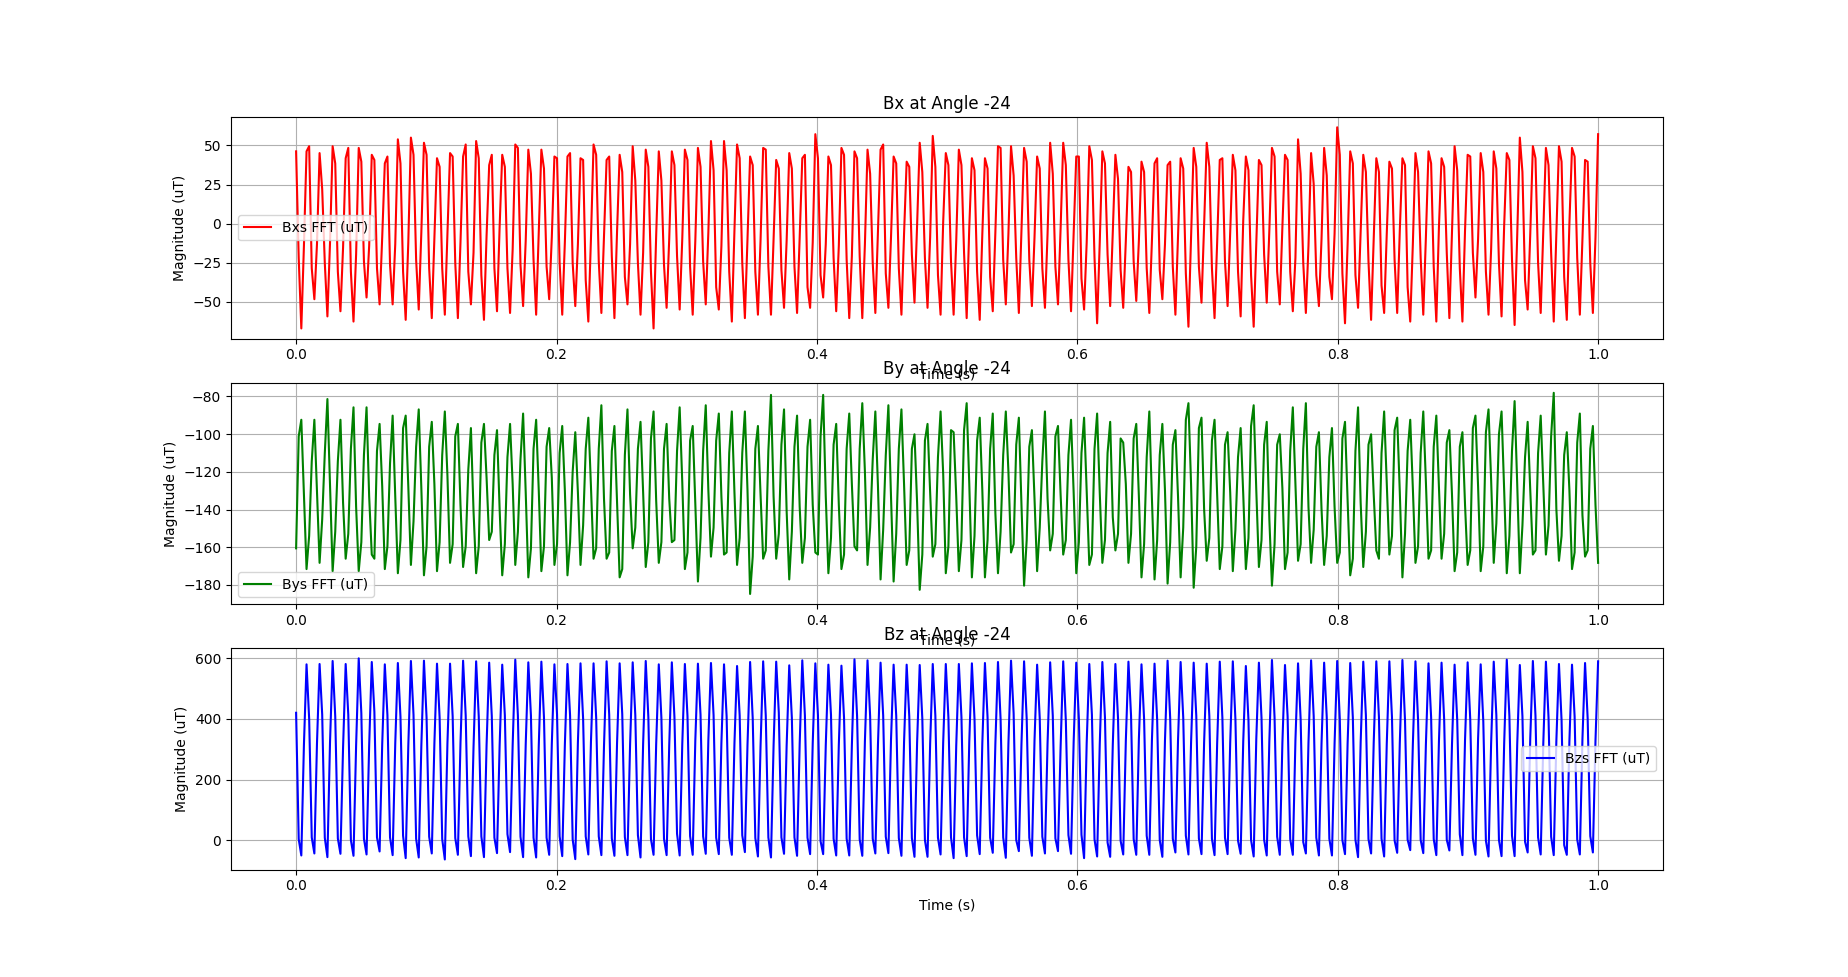 Bx at Angle -24
Magnitude (uT)
50
25
0
−25
−50
Bxs FFT (uT)
0.0 0.2 0.4 0.6 0.8 1.0
Time (s)
By at Angle -24
Magnitude (uT)
−80
−100
−120
−140
−160
−180
Bys FFT (uT)
0.0 0.2 0.4 0.6 0.8 1.0
Time (s)
Bz at Angle -24
Magnitude (uT)
600
400
200
0
Bzs FFT (uT)
0.0 0.2 0.4 0.6 0.8 1.0
Time (s)